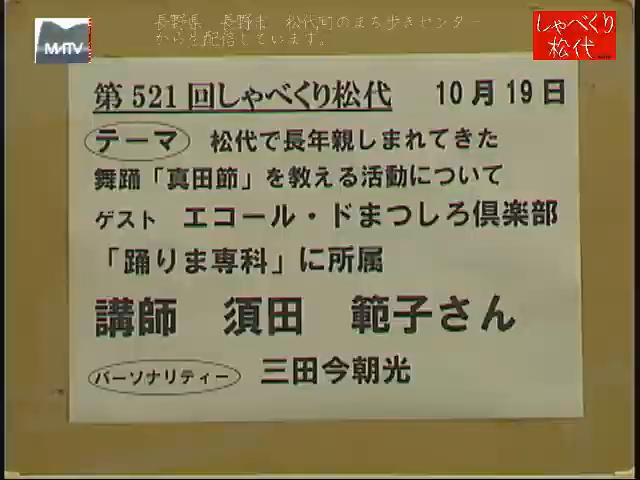 長野県 長野市 松代町のまち歩きセンター
から生配信しています。
MATV
しゃべくり
松代
第521回しゃべくり松代 10月19日
テーマ 松代で長年親しまれてきた
舞踊「真田節」を教える活動について
ゲスト エコール・ドまつしろ倶楽部
「踊りま専科」に所属
講師 須田 範子さん
パーソナリティー 三田今朝光